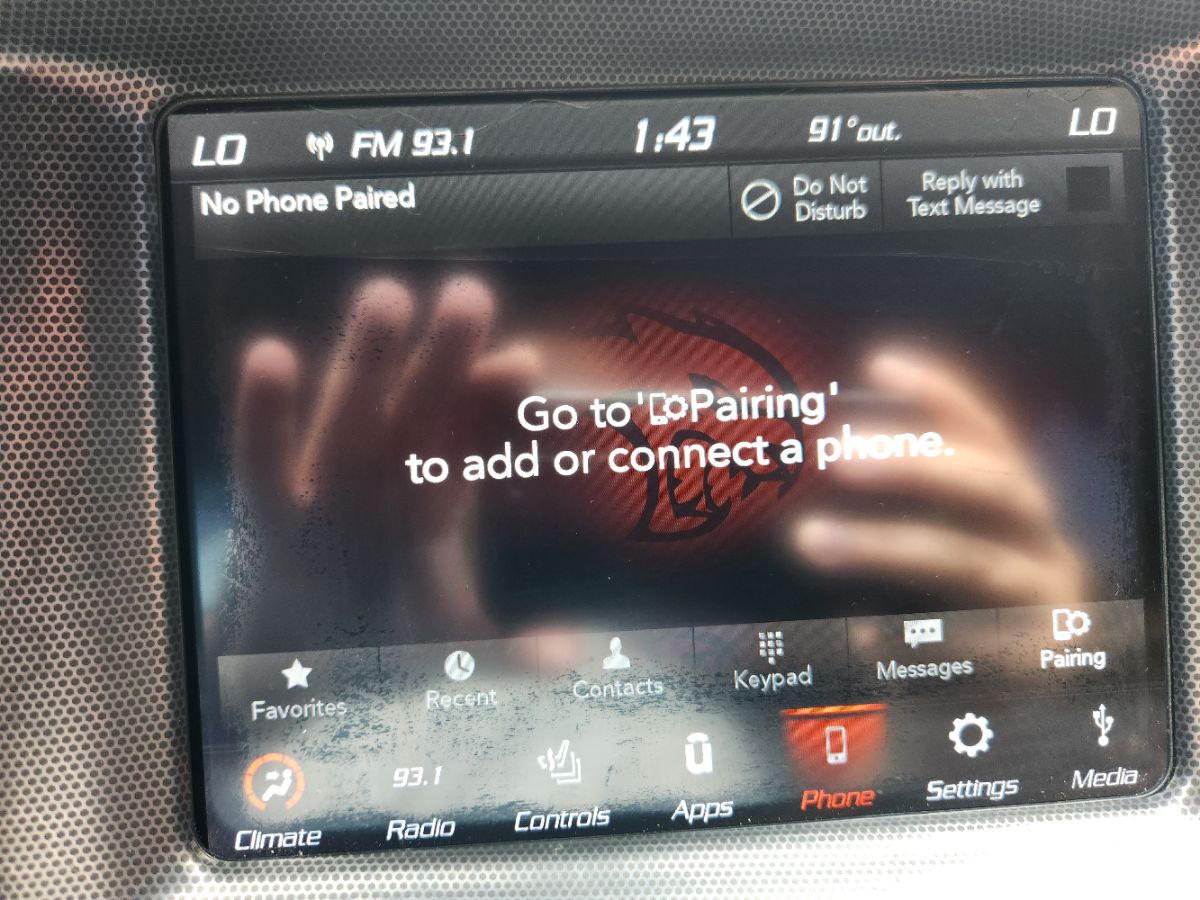 LO FM 93.1 1:43 91°out. LO
No Phone Paired
Do Not
Disturb
Reply with
Text Message
Go to 'Pairing'
to add or connect a phone.
Favorites Recent Contacts Keypad Messages Pairing
93.1
Climate Radio Controls Apps Phone Settings Media